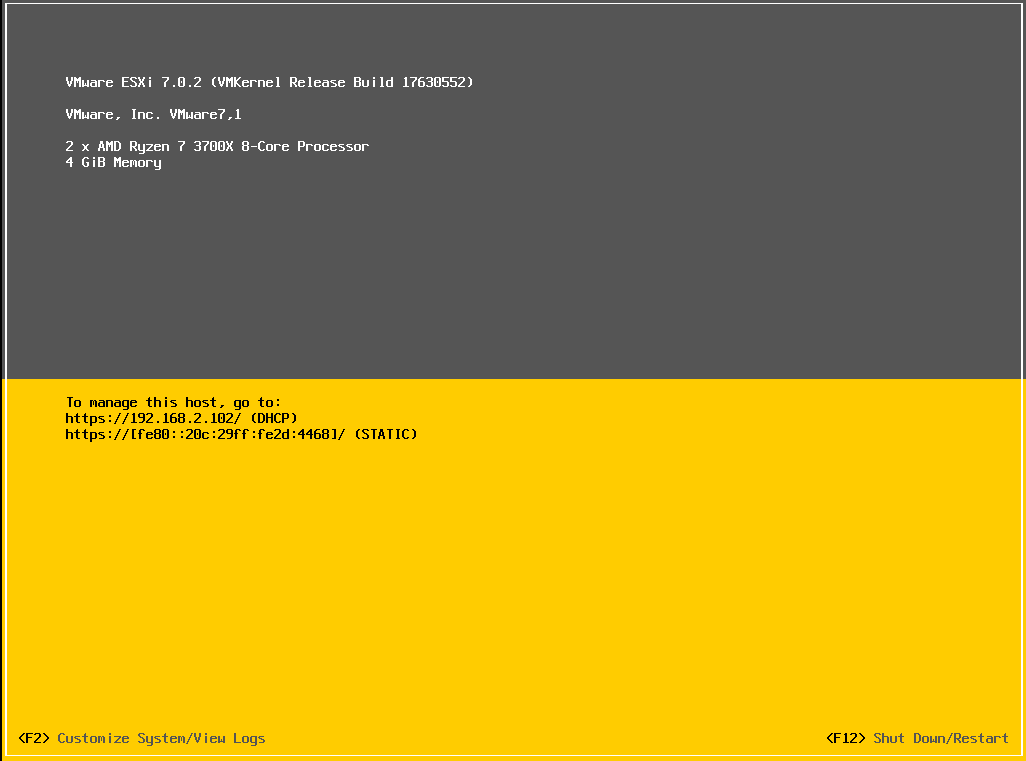 VMware ESXi 7.0.2 (VMKernel Release Build 17630552)
VMware, Inc. VMware7,1
2 x AMD Ryzen 7 3700X 8-Core Processor
4 GiB Memory
To manage this host, go to:
https://192.168.2.102/ (DHCP)
https://[fe80::20c:29ff:fe2d:4468]/ (STATIC)
<F2> Customize System/View Logs
<F12> Shut Down/Restart